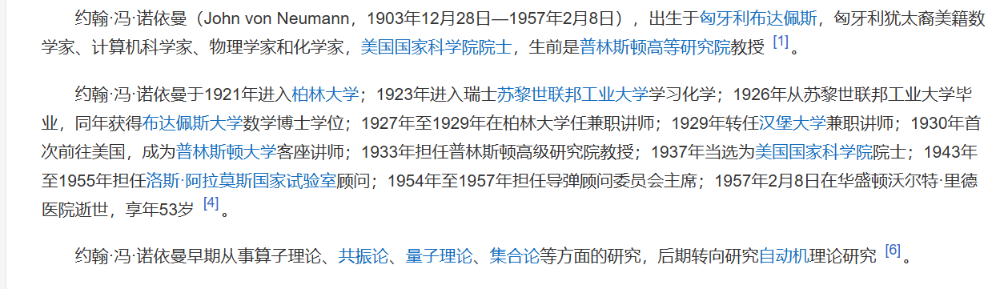 约翰·冯·诺依曼（John von Neumann，1903年12月28日—1957年2月8日），出生于匈牙利布达佩斯，匈牙利犹太裔美籍数
学家、计算机科学家、物理学家和化学家，美国国家科学院院士，生前是普林斯顿高等研究院教授 [1] 。
约翰·冯·诺依曼于1921年进入柏林大学；1923年进入瑞士苏黎世联邦工业大学学习化学；1926年从苏黎世联邦工业大学毕
业，同年获得布达佩斯大学数学博士学位；1927年至1929年在柏林大学任兼职讲师；1929年转任汉堡大学兼职讲师；1930年首
次前往美国，成为普林斯顿大学客座讲师；1933年担任普林斯顿高级研究院教授；1937年当选为美国国家科学院院士；1943年
至1955年担任洛斯·阿拉莫斯国家试验室顾问；1954年至1957年担任导弹顾问委员会主席；1957年2月8日在华盛顿沃尔特·里德
医院逝世，享年53岁 [4] 。
约翰·冯·诺依曼早期从事算子理论、共振论、量子理论、集合论等方面的研究，后期转向研究自动机理论研究 [6] 。